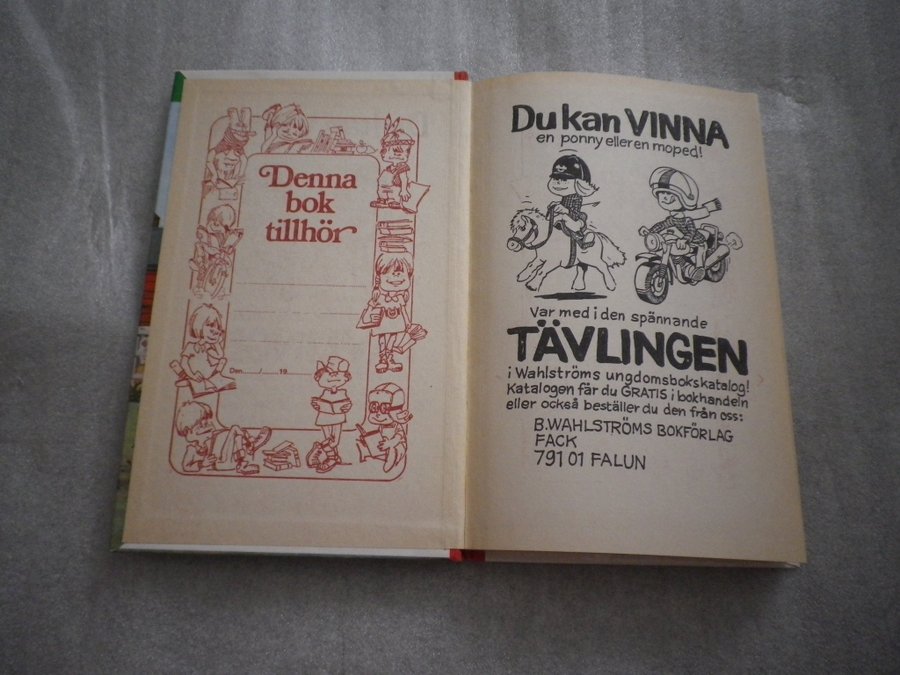 Denna
bok
tillhör
Den....../...... 19......
Du kan VINNA
en ponny eller en moped!
Var med i den spännande
TÄVLINGEN
i Wahlströms ungdomsbokskatalog!
Katalogen får du GRATIS i bokhandeln
eller också beställer du den från oss:
B.WAHLSTRÖMS BOKFÖRLAG
FACK
791 01 FALUN